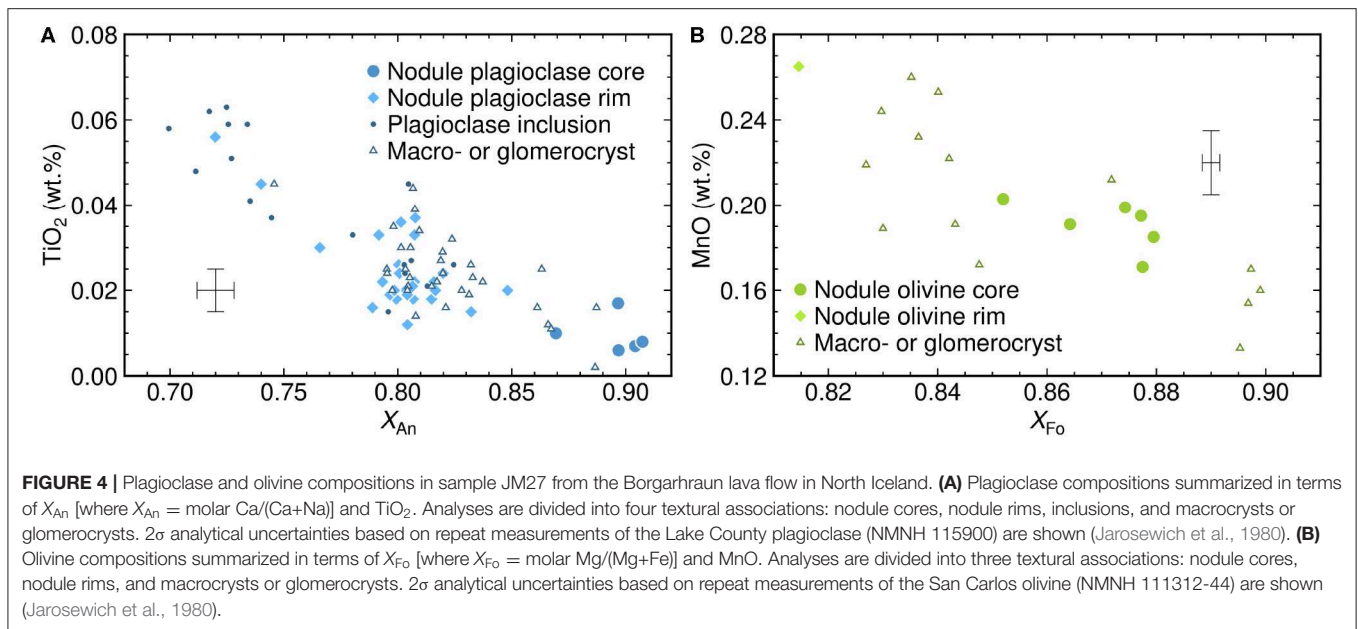 A
0.08
0.06
0.04
0.02
0.00
TiO2 (wt.%)
Nodule plagioclase core
Nodule plagioclase rim
Plagioclase inclusion
Macro- or glomerocryst
0.70 0.75 0.80 0.85 0.90
XAn
B
0.28
0.24
0.20
0.16
0.12
MnO (wt.%)
Nodule olivine core
Nodule olivine rim
Macro- or glomerocryst
0.82 0.84 0.86 0.88 0.90
XFo
FIGURE 4 | Plagioclase and olivine compositions in sample JM27 from the Borgarhraun lava flow in North Iceland. (A) Plagioclase compositions summarized in terms
of XAn [where XAn = molar Ca/(Ca+Na)] and TiO2. Analyses are divided into four textural associations: nodule cores, nodule rims, inclusions, and macrocrysts or
glomerocrysts. 2σ analytical uncertainties based on repeat measurements of the Lake County plagioclase (NMNH 115900) are shown (Jarosewich et al., 1980). (B)
Olivine compositions summarized in terms of XFo [where XFo = molar Mg/(Mg+Fe)] and MnO. Analyses are divided into three textural associations: nodule cores,
nodule rims, and macrocrysts or glomerocrysts. 2σ analytical uncertainties based on repeat measurements of the San Carlos olivine (NMNH 111312-44) are shown
(Jarosewich et al., 1980).